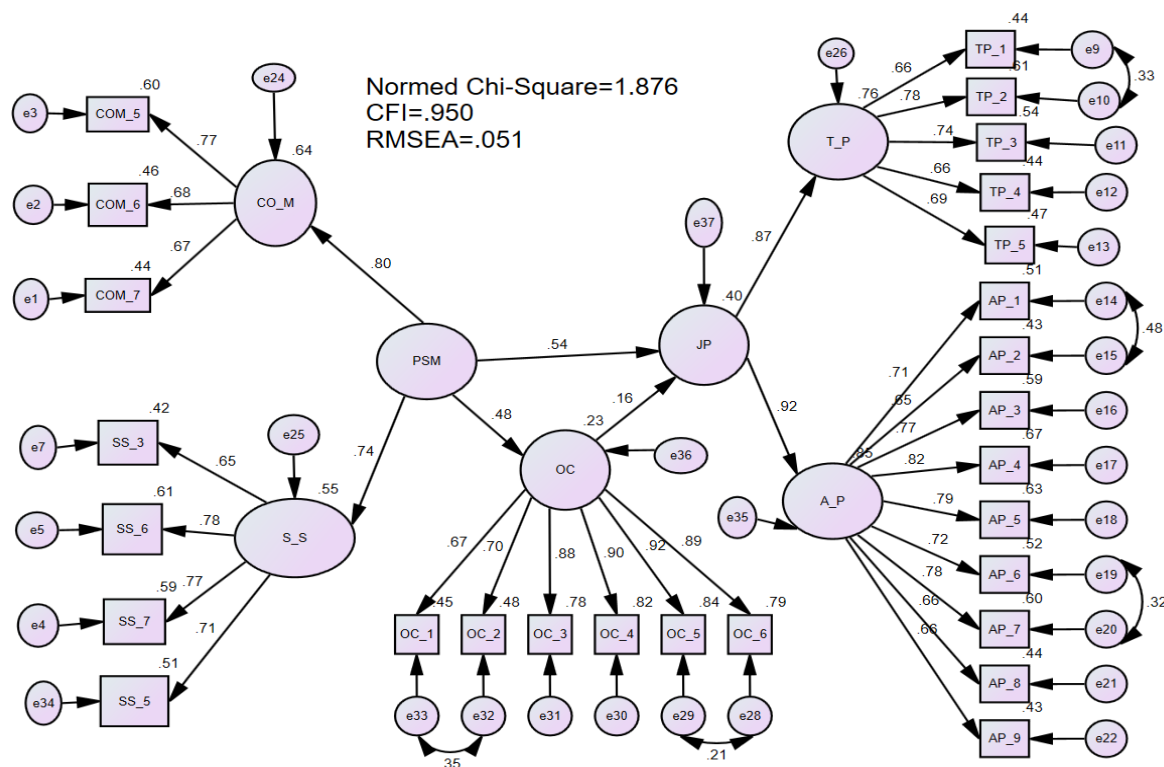 Normed Chi-Square=1.876
CFI=.950
RMSEA=.051
e24
.64
CO_M
e3
.60
COM_5
.77
e2
.46
COM_6
.68
e1
.44
COM_7
.67
.80
PSM
.54
.48
.74
e25
.55
S_S
e7
.42
SS_3
.65
e5
.61
SS_6
.78
e4
.59
SS_7
.77
e34
.51
SS_5
.71
.23
OC
e36
.16
.67
.70
.88
.90
.92
.89
.45
.48
.78
.82
.84
.79
OC_1
OC_2
OC_3
OC_4
OC_5
OC_6
e33
e32
e31
e30
e29
e28
.35
.21
e37
.40
JP
.87
.92
e26
.76
T_P
.66
.44
TP_1
e9
.78
.61
TP_2
e10
.33
.74
.54
TP_3
e11
.66
.44
TP_4
e12
.69
.47
TP_5
e13
e35
.85
A_P
.71
.51
AP_1
e14
.65
.43
AP_2
e15
.48
.77
.59
AP_3
e16
.82
.67
AP_4
e17
.79
.63
AP_5
e18
.72
.52
AP_6
e19
.78
.60
AP_7
e20
.32
.66
.44
AP_8
e21
.66
.43
AP_9
e22